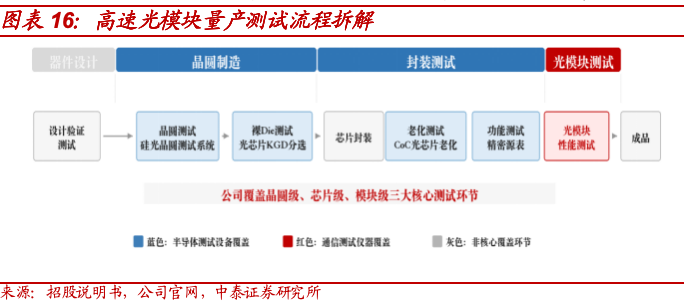 图表 16：高速光模块量产测试流程拆解
器件设计
晶圆制造
封装测试
光模块测试
设计验证
测试
晶圆测试
硅光晶圆测试系统
裸Die测试
光芯片KGD分选
芯片封装
老化测试
CoC光芯片老化
功能测试
精密源表
光模块
性能测试
成品
公司覆盖晶圆级、芯片级、模块级三大核心测试环节
蓝色：半导体测试设备覆盖
红色：通信测试仪器覆盖
灰色：非核心覆盖环节
来源：招股说明书，公司官网，中泰证券研究所